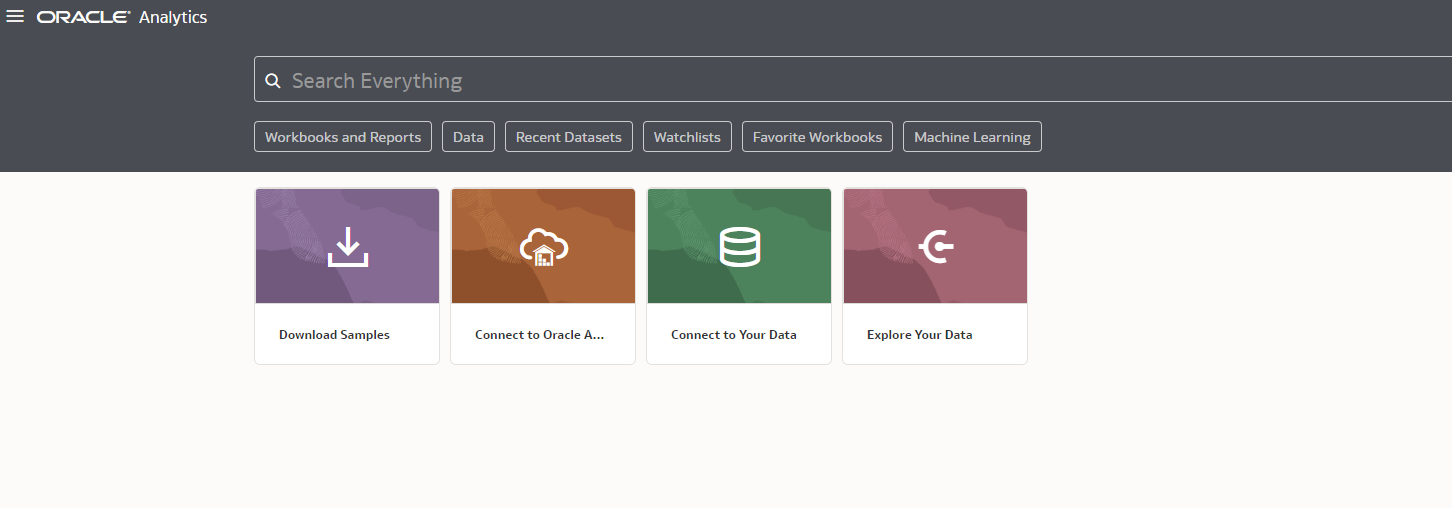 ORACLE Analytics
Search Everything
Workbooks and Reports Data Recent Datasets Watchlists Favorite Workbooks Machine Learning
Download Samples Connect to Oracle A... Connect to Your Data Explore Your Data